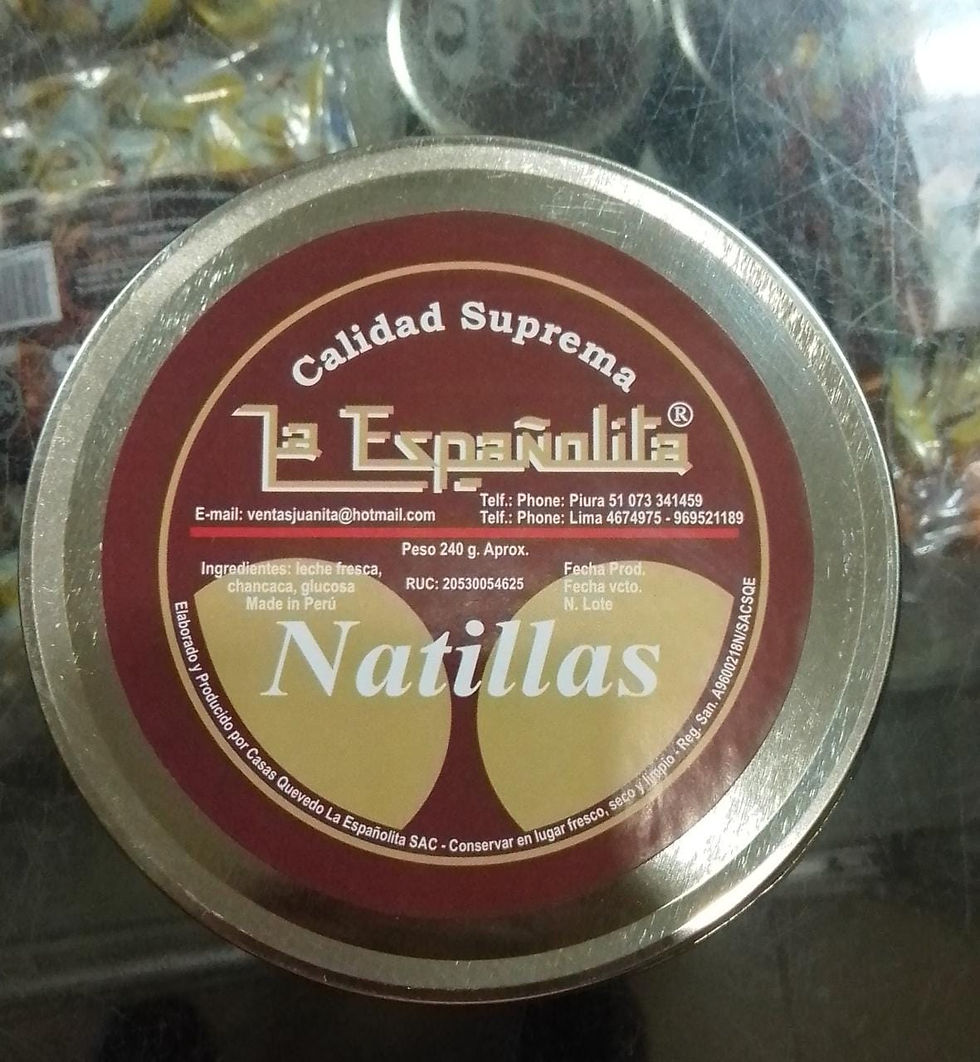 Calidad Suprema
La Españolita®
E-mail: ventasjuanita@hotmail.com
Telf.: Phone: Piura 51 073 341459
Telf.: Phone: Lima 4674975 - 969521189
Peso 240 g. Aprox.
Ingredientes: leche fresca,
chancaca, glucosa
Made in Perú
RUC: 20530054625
Fecha Prod.
Fecha vcto.
N. Lote
Natillas
Elaborado y Producido por Casas Quevedo La Españolita SAC - Conservar en lugar fresco, seco y limpio - Reg. San. A9600218N/SACSQE